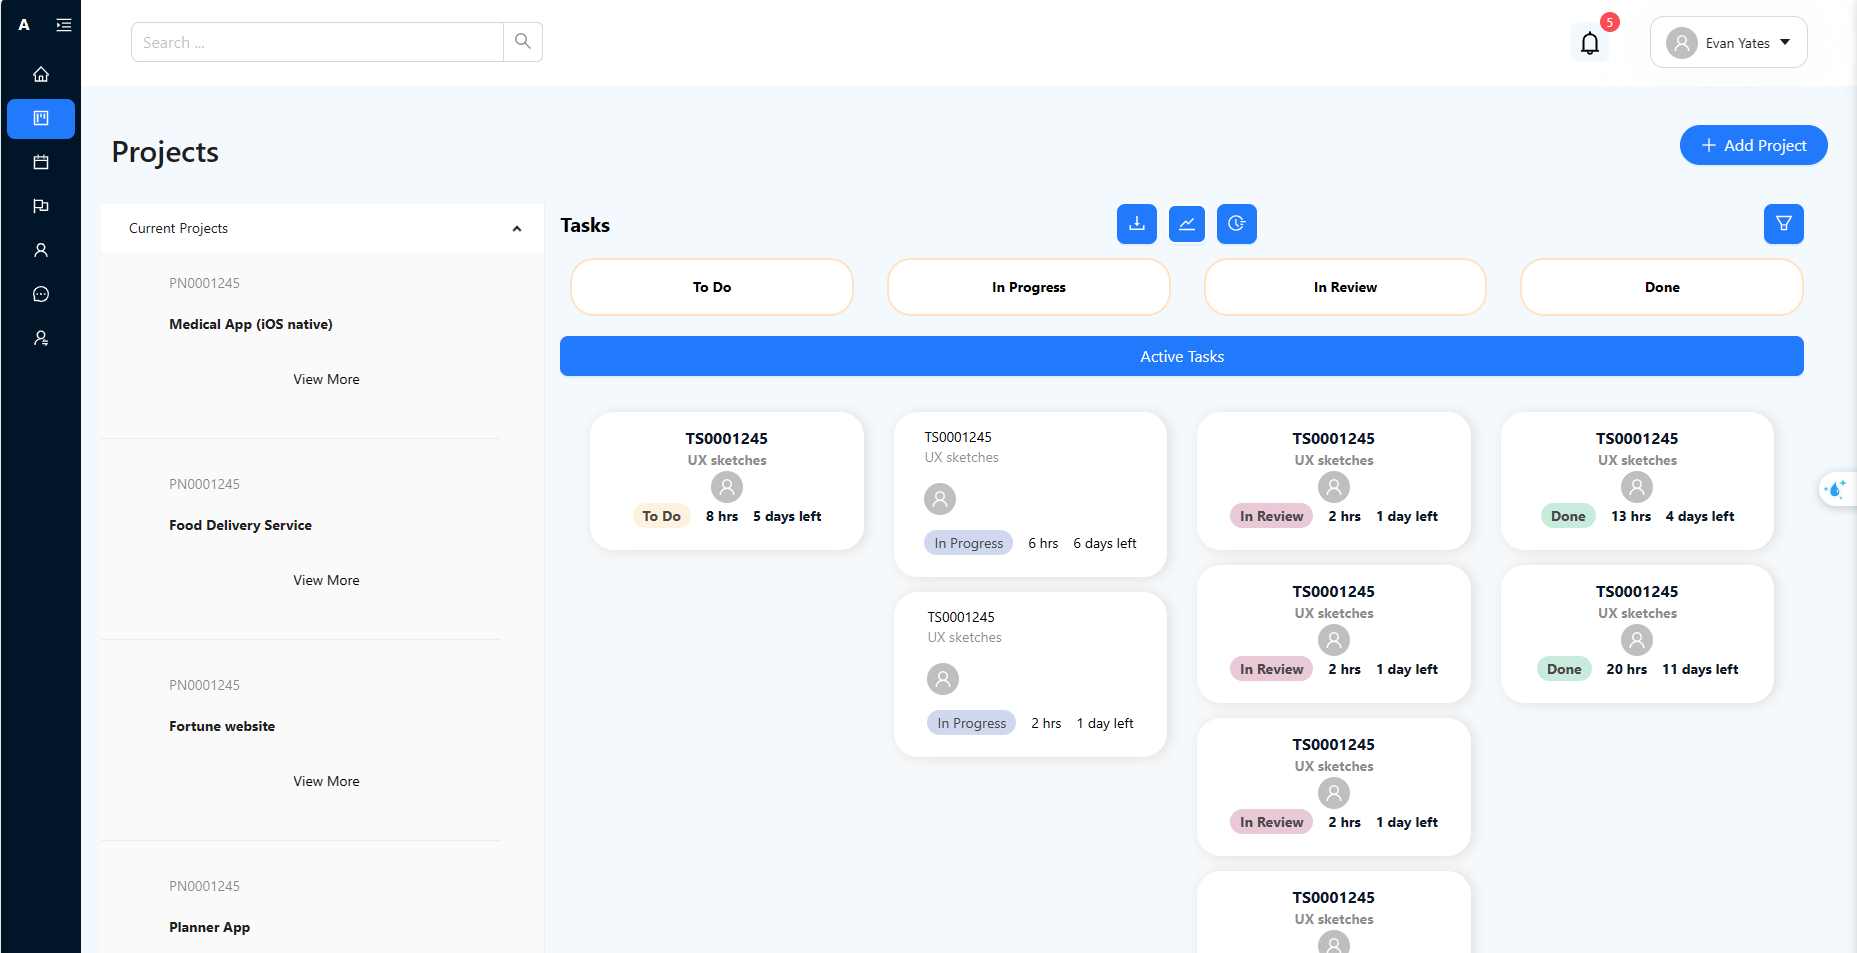 A
Search ...
5
Evan Yates
Projects
Add Project
Current Projects
PN0001245
Medical App (iOS native)
View More
PN0001245
Food Delivery Service
View More
PN0001245
Fortune website
View More
PN0001245
Planner App
Tasks
To Do
In Progress
In Review
Done
Active Tasks
TS0001245
UX sketches
To Do 8 hrs 5 days left
TS0001245
UX sketches
In Progress 6 hrs 6 days left
TS0001245
UX sketches
In Progress 2 hrs 1 day left
TS0001245
UX sketches
In Review 2 hrs 1 day left
TS0001245
UX sketches
In Review 2 hrs 1 day left
TS0001245
UX sketches
In Review 2 hrs 1 day left
TS0001245
UX sketches
TS0001245
UX sketches
Done 13 hrs 4 days left
TS0001245
UX sketches
Done 20 hrs 11 days left